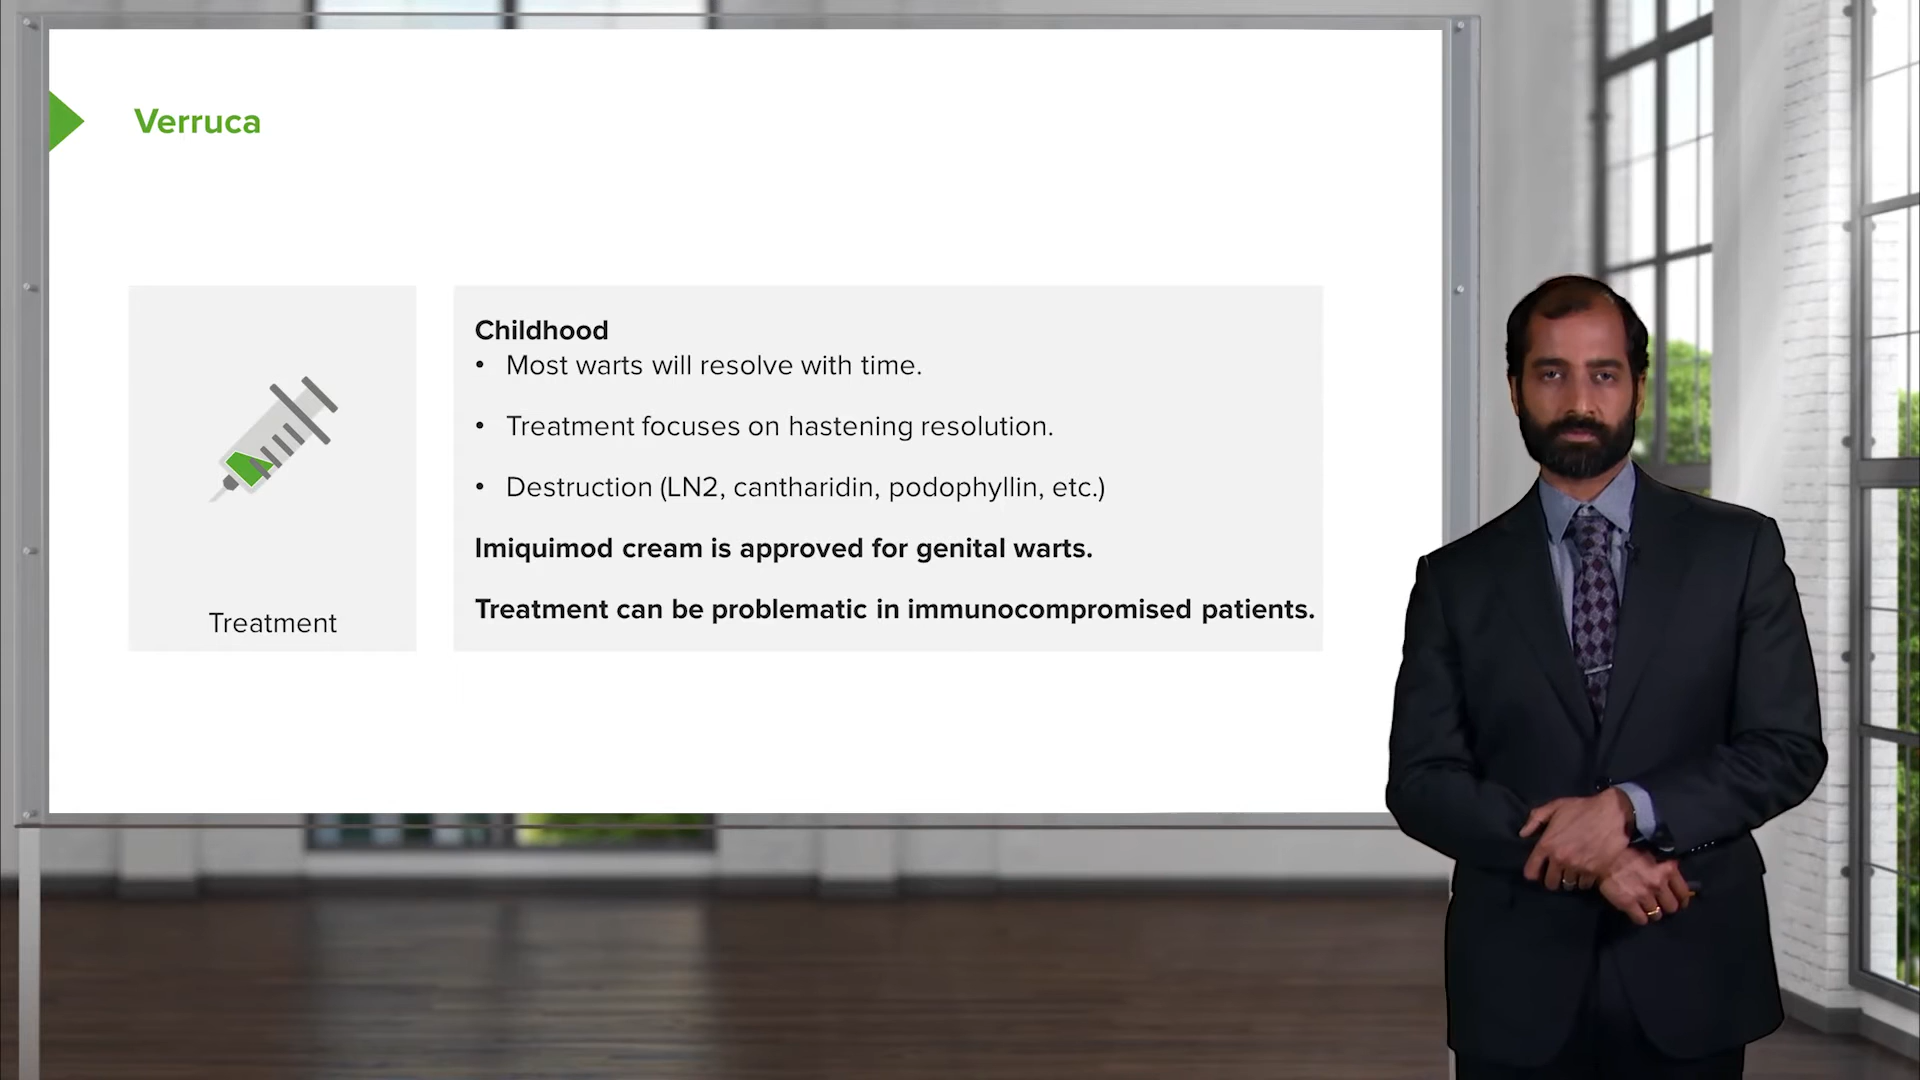 Verruca
Treatment
Childhood
• Most warts will resolve with time.
• Treatment focuses on hastening resolution.
• Destruction (LN2, cantharidin, podophyllin, etc.)
Imiquimod cream is approved for genital warts.
Treatment can be problematic in immunocompromised patients.